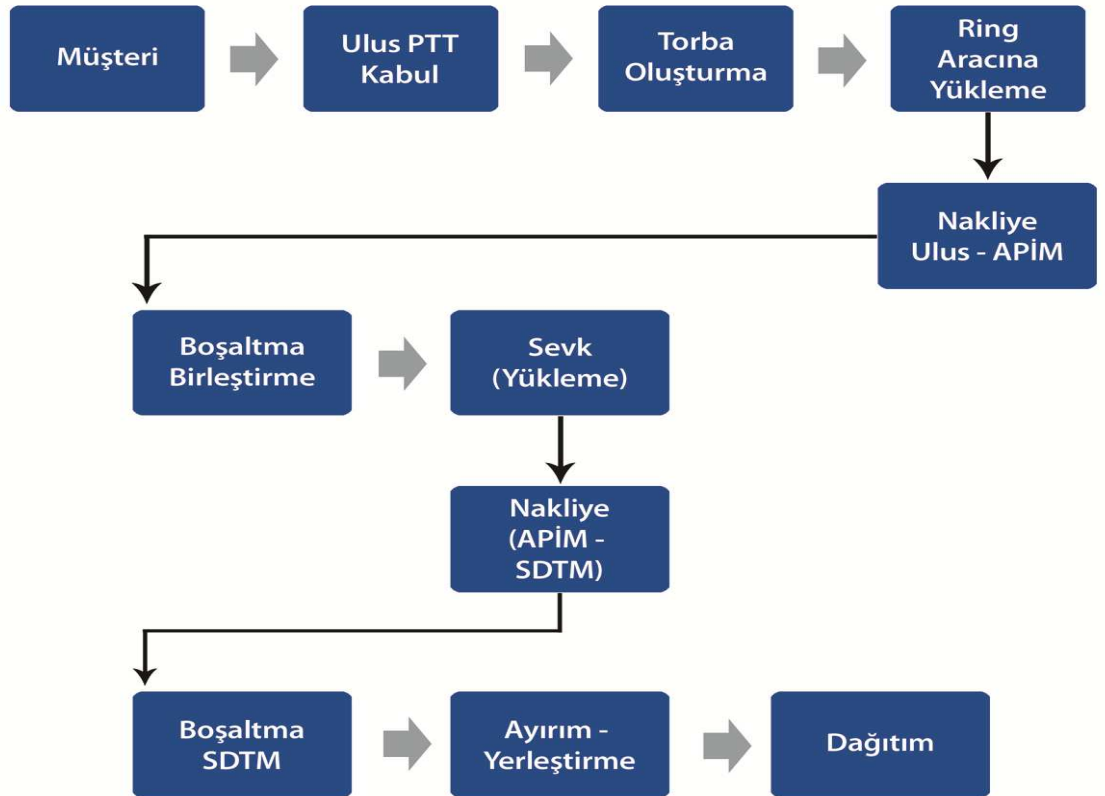 Müşteri
Ulus PTT
Kabul
Torba
Oluşturma
Ring
Aracına
Yükleme
Nakliye
Ulus - APİM
Boşaltma
Birleştirme
Sevk
(Yükleme)
Nakliye
(APİM -
SDTM)
Boşaltma
SDTM
Ayırım -
Yerleştirme
Dağıtım